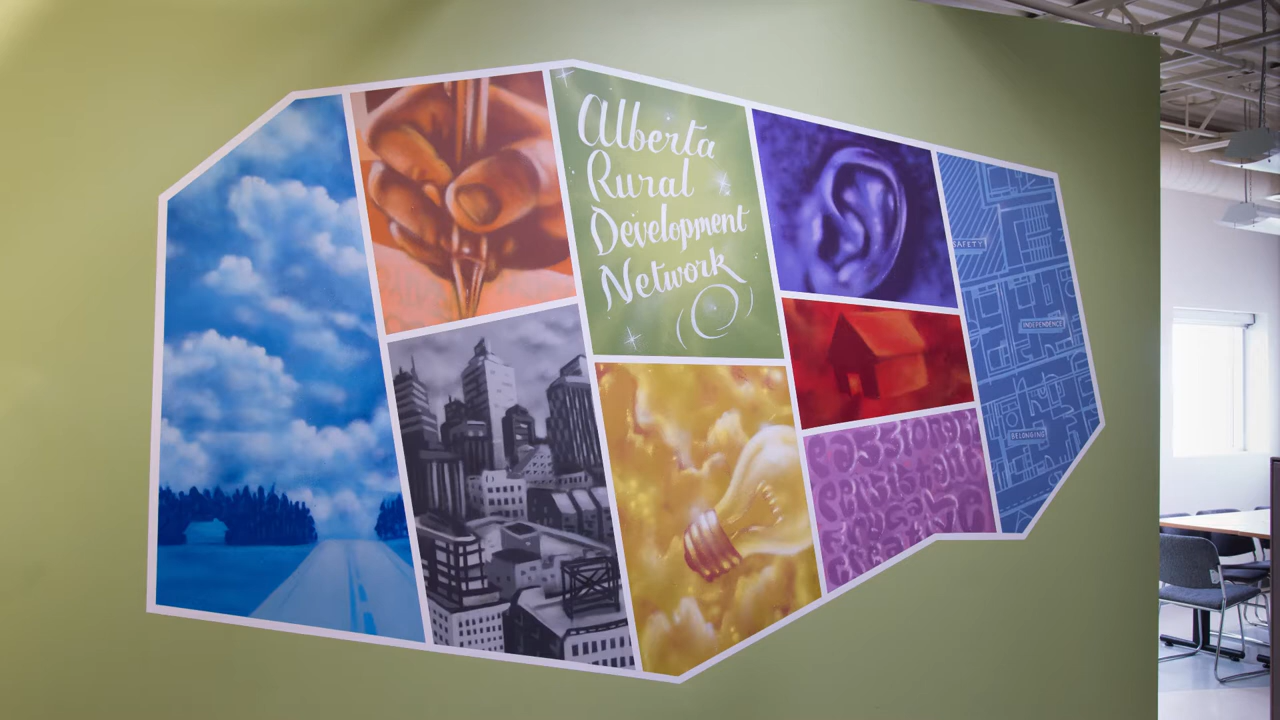 Alberta
Rural
Development
Network
SAFETY
INDEPENDENCE
BELONGING